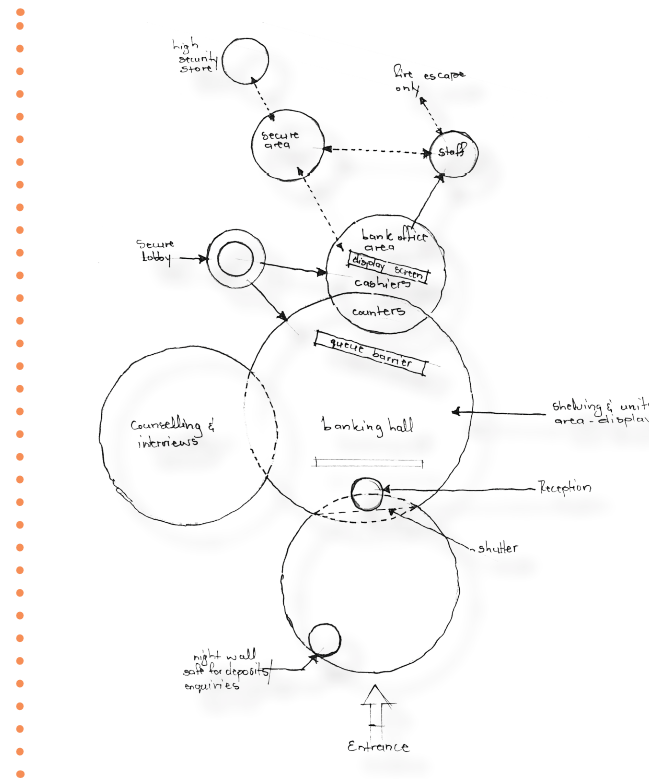 high
security
store
fire escape
only
secure
area
staff
bank office
area
display screen
cashiers
Secure
lobby
counters
queue barrier
Counselling &
interviews
banking hall
shelving & unit
area - display
Reception
shutter
night wall
safe for deposits/
enquiries
Entrance